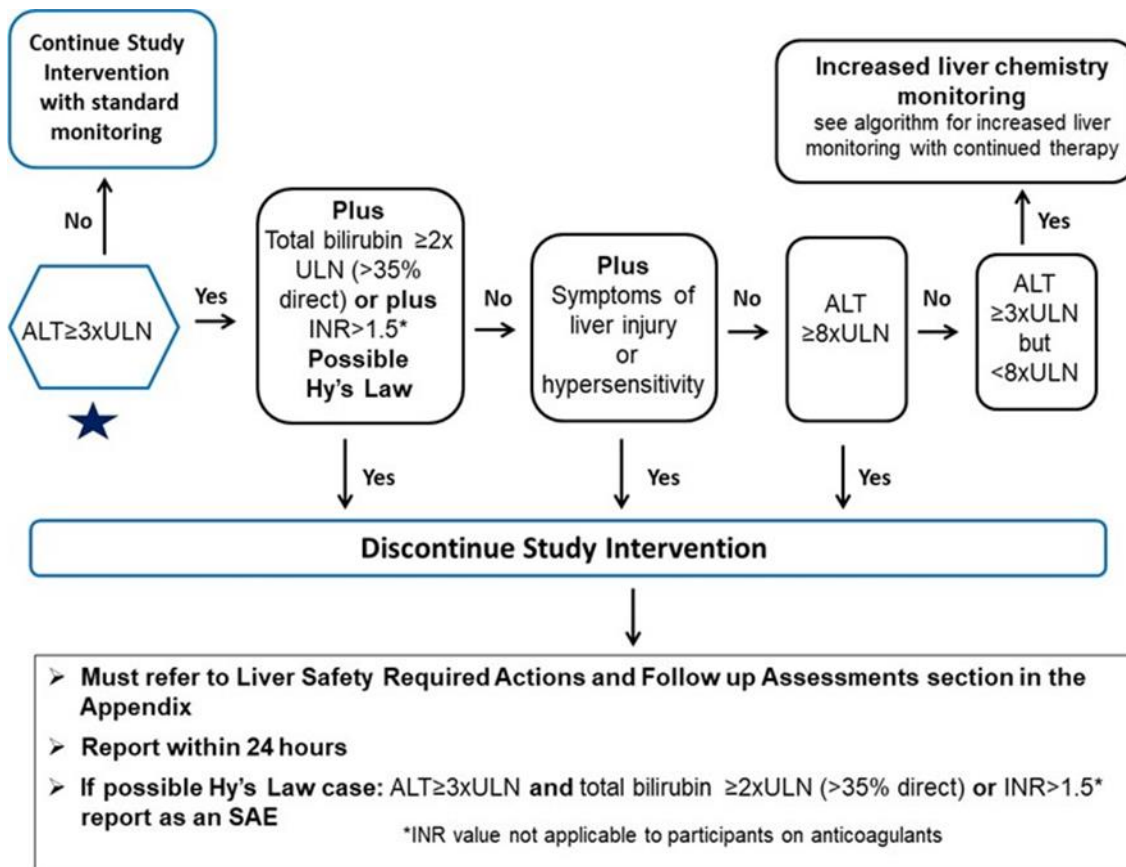 Continue Study
Intervention
with standard
monitoring
Increased liver chemistry
monitoring
see algorithm for increased liver
monitoring with continued therapy
No
Yes
ALT≥3xULN
Yes
Plus
Total bilirubin ≥2x
ULN (>35%
direct) or plus
INR>1.5*
Possible
Hy's Law
No
Plus
Symptoms of
liver injury
or
hypersensitivity
No
ALT
≥8xULN
No
ALT
≥3xULN
but
<8xULN
Yes
Yes
Yes
Discontinue Study Intervention
➢ Must refer to Liver Safety Required Actions and Follow up Assessments section in the
Appendix
➢ Report within 24 hours
➢ If possible Hy's Law case: ALT≥3xULN and total bilirubin ≥2xULN (>35% direct) or INR>1.5*
report as an SAE
*INR value not applicable to participants on anticoagulants